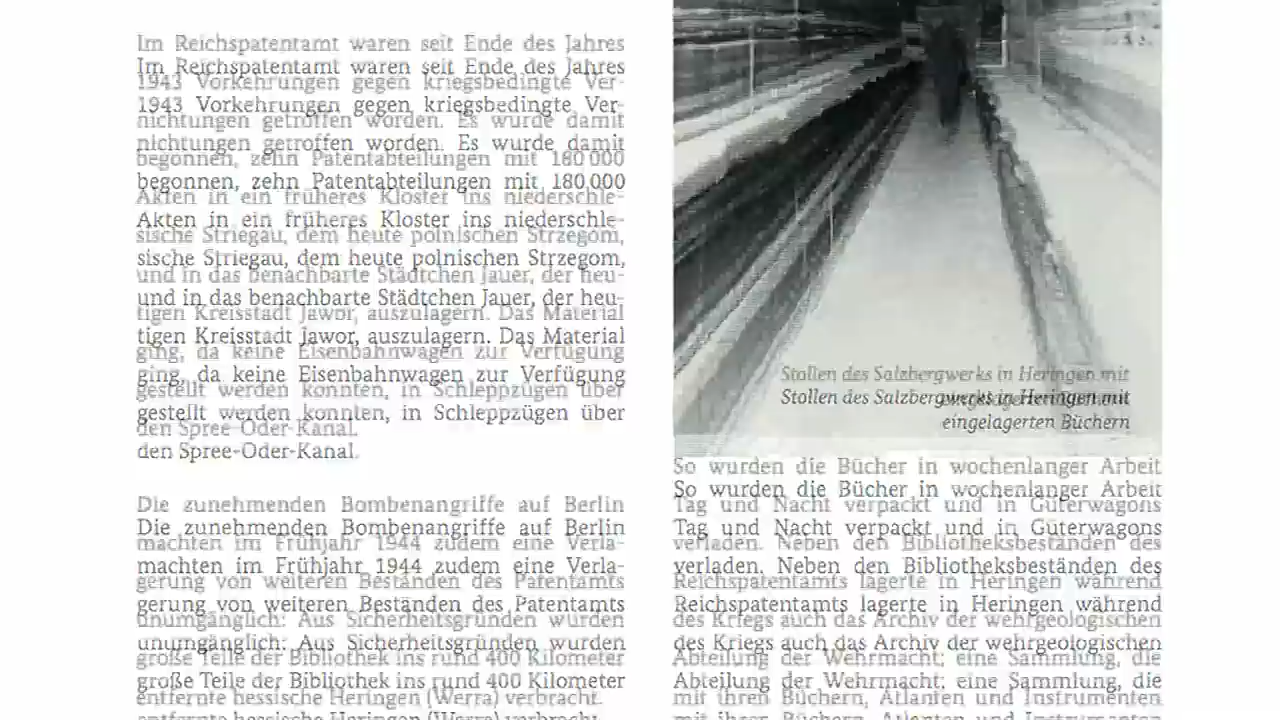 Im Reichspatentamt waren seit Ende des Jahres
1943 Vorkehrungen gegen kriegsbedingte Ver-
nichtungen getroffen worden. Es wurde damit
begonnen, zehn Patentabteilungen mit 180 000
Akten in ein früheres Kloster ins niederschle-
sische Striegau, dem heute polnischen Strzegom,
und in das benachbarte Städtchen Jauer, der heu-
tigen Kreisstadt Jawor, auszulagern. Das Material
ging, da keine Eisenbahnwagen zur Verfügung
gestellt werden konnten, in Schleppzügen über
den Spree-Oder-Kanal.
Die zunehmenden Bombenangriffe auf Berlin
machten im Frühjahr 1944 zudem eine Verla-
gerung von weiteren Beständen des Patentamts
unumgänglich: Aus Sicherheitsgründen wurden
große Teile der Bibliothek ins rund 400 Kilometer
entfernte hessische Heringen (Werra) verbracht.
Stollen des Salzbergwerks in Heringen mit
eingelagerten Büchern
So wurden die Bücher in wochenlanger Arbeit
Tag und Nacht verpackt und in Güterwagons
verladen. Neben den Bibliotheksbeständen des
Reichspatentamts lagerte in Heringen während
des Kriegs auch das Archiv der wehrgeologischen
Abteilung der Wehrmacht; eine Sammlung, die
mit ihren Büchern, Atlanten und Instrumenten